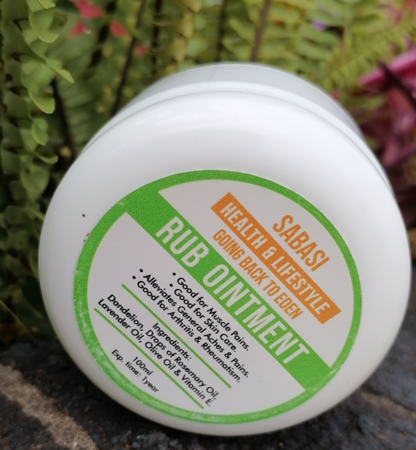 SABASI
HEALTH & LIFESTYLE
GOING BACK TO EDEN
RUB OINTMENT
• Good for Muscle Pains.
• Good for Skin Care.
• Alleviates General Aches & Pains.
• Good for Arthritis & Rheumatism.
Ingredients:
Dandelion, Drops of Rosemary Oil,
Lavender Oil, Olive Oil & Vitamin E
100ml
Exp. time: 1year